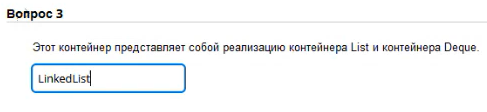 Вопрос 3
Этот контейнер представляет собой реализацию контейнера List и контейнера Deque.
LinkedList